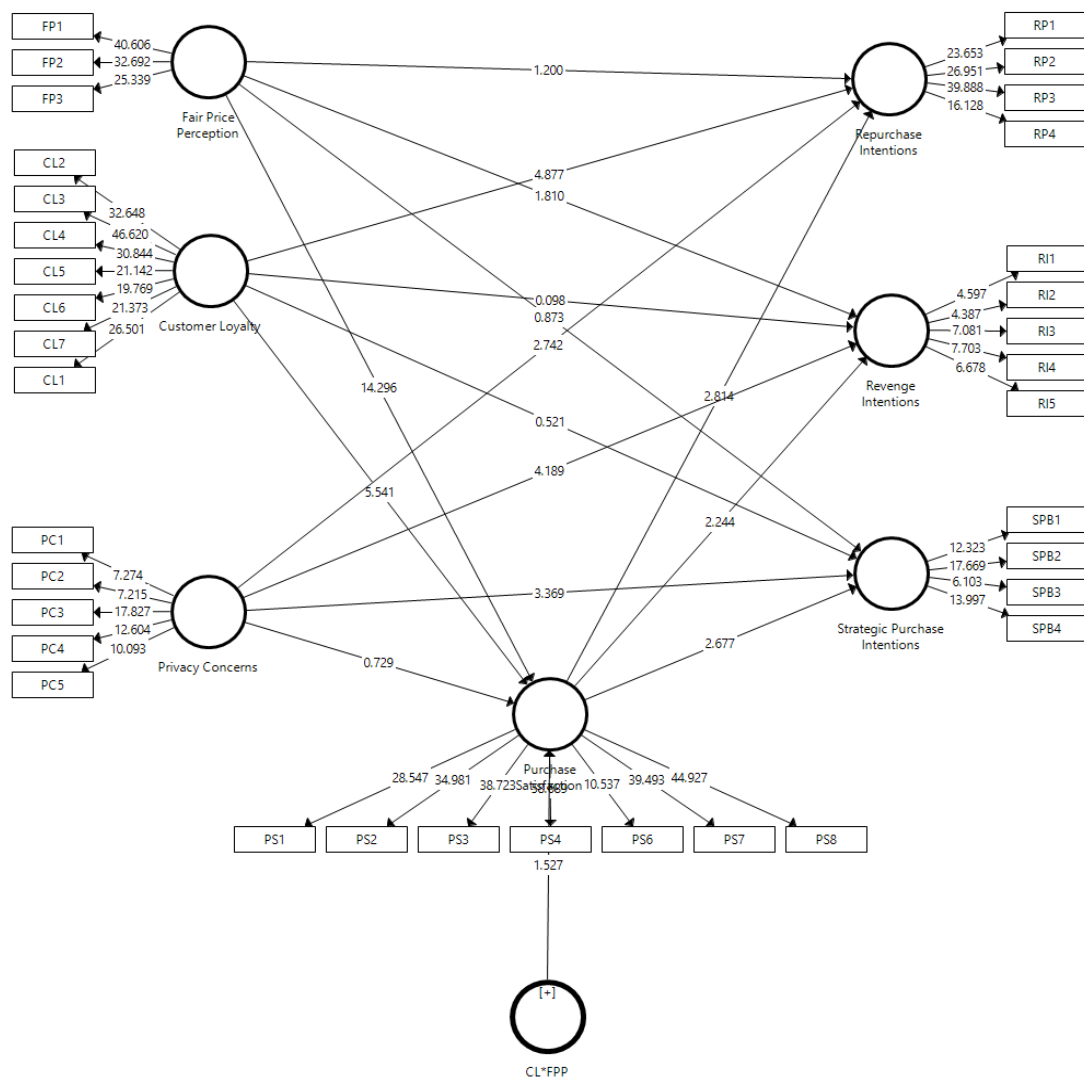 FP1
FP2
FP3
40.606
32.692
25.339
Fair Price
Perception
RP1
RP2
RP3
RP4
23.653
26.951
39.888
16.128
Repurchase
Intentions
1.200
4.877
1.810
CL2
CL3
CL4
CL5
CL6
CL7
CL1
32.648
46.620
30.844
21.142
19.769
21.373
26.501
Customer Loyalty
0.098
0.873
2.742
RI1
RI2
RI3
RI4
RI5
4.597
4.387
7.081
7.703
6.678
Revenge
Intentions
14.296
2.814
0.521
4.189
5.541
2.244
PC1
PC2
PC3
PC4
PC5
7.274
7.215
17.827
12.604
10.093
Privacy Concerns
3.369
0.729
2.677
SPB1
SPB2
SPB3
SPB4
12.323
17.669
6.103
13.997
Strategic Purchase
Intentions
Purchase
Satisfaction
28.547
34.981
38.723
10.537
39.493
44.927
PS1
PS2
PS3
PS4
PS6
PS7
PS8
1.527
[+]
CL*FPP